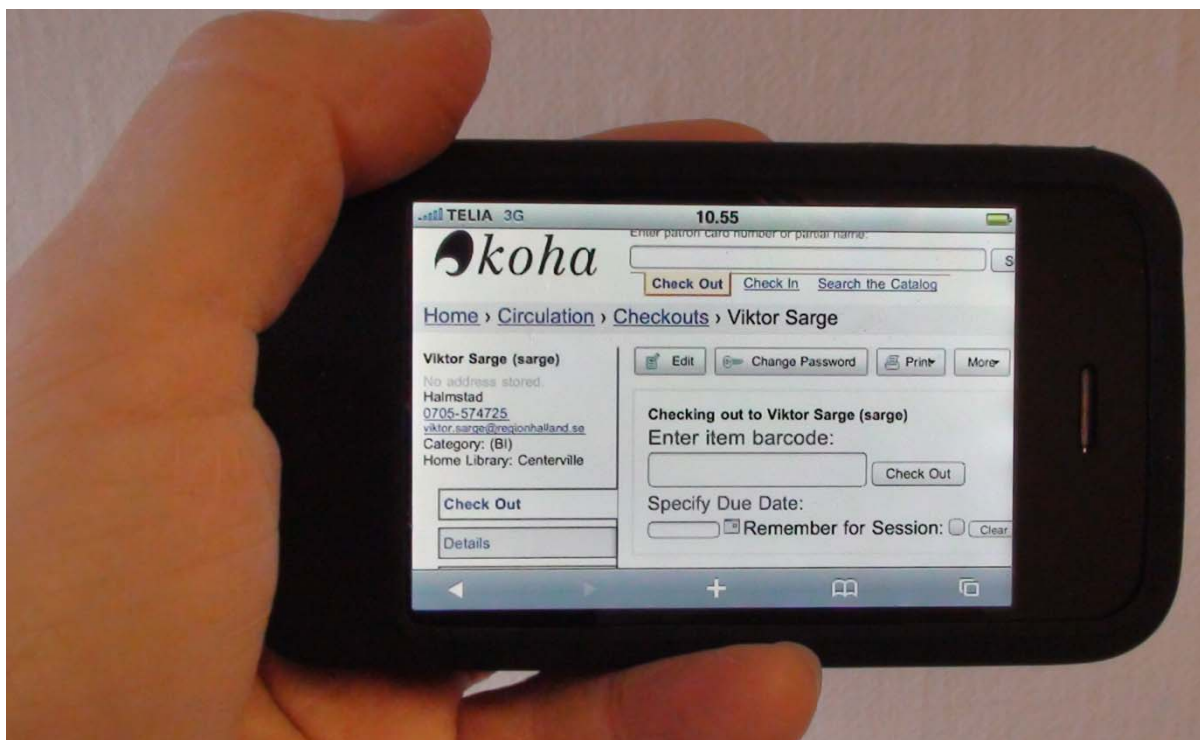 TELIA 3G 10.55
koha
Enter patron card number or partial name:
Check Out Check In Search the Catalog
Home › Circulation › Checkouts › Viktor Sarge
Viktor Sarge (sarge)
No address stored.
Halmstad
0705-574725
viktor.sarge@regionhalland.se
Category: (BI)
Home Library: Centerville
Check Out
Details
Edit Change Password Print More
Checking out to Viktor Sarge (sarge)
Enter item barcode:
Check Out
Specify Due Date:
Remember for Session: Clear